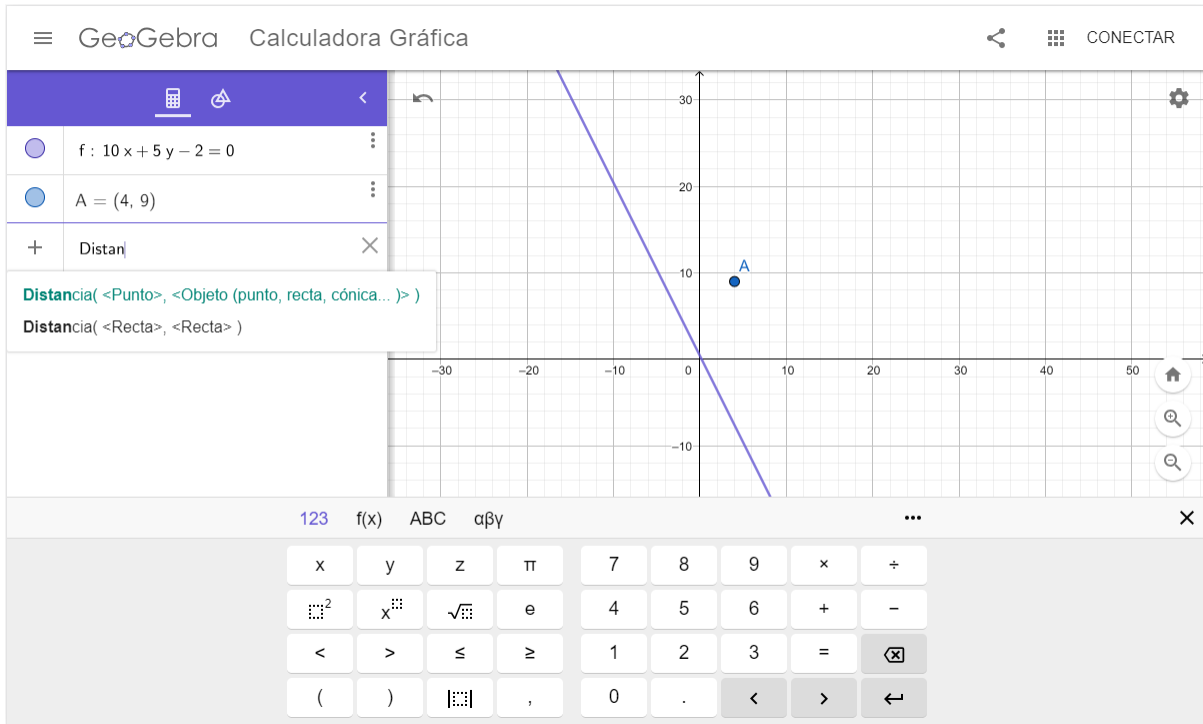 GeoGebra Calculadora Gráfica CONECTAR
f : 10 x + 5 y − 2 = 0
A = (4, 9)
+ Distan
Distancia( <Punto>, <Objeto (punto, recta, cónica... )> )
Distancia( <Recta>, <Recta> )
30
20
10
A
−30 −20 −10 0 10 20 30 40 50
−10
123 f(x) ABC αβγ ...
x y z π 7 8 9 × ÷
² x √ e 4 5 6 + −
< > ≤ ≥ 1 2 3 =
( ) | | , 0 . < >